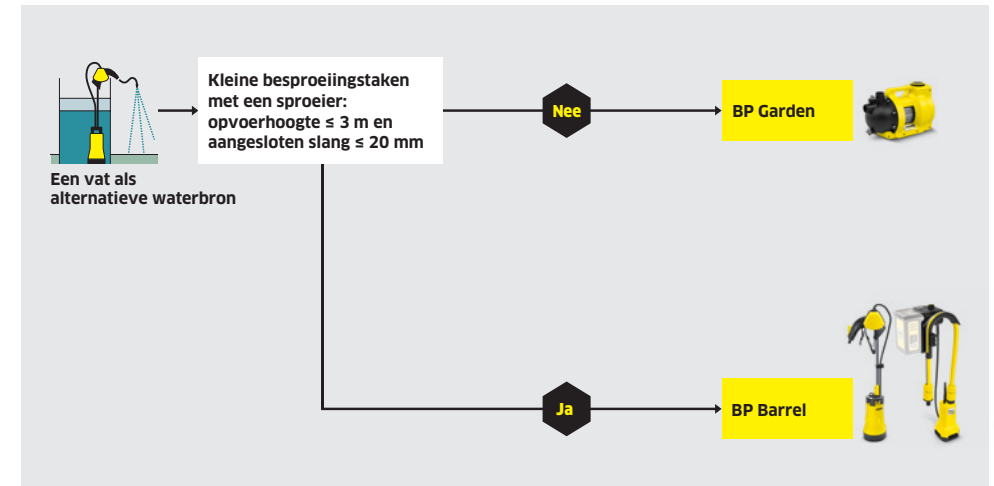 Kleine besproeiingstaken
met een sproeier:
opvoerhoogte ≤ 3 m en
aangesloten slang ≤ 20 mm
Nee
BP Garden
Een vat als
alternatieve waterbron
Ja
BP Barrel